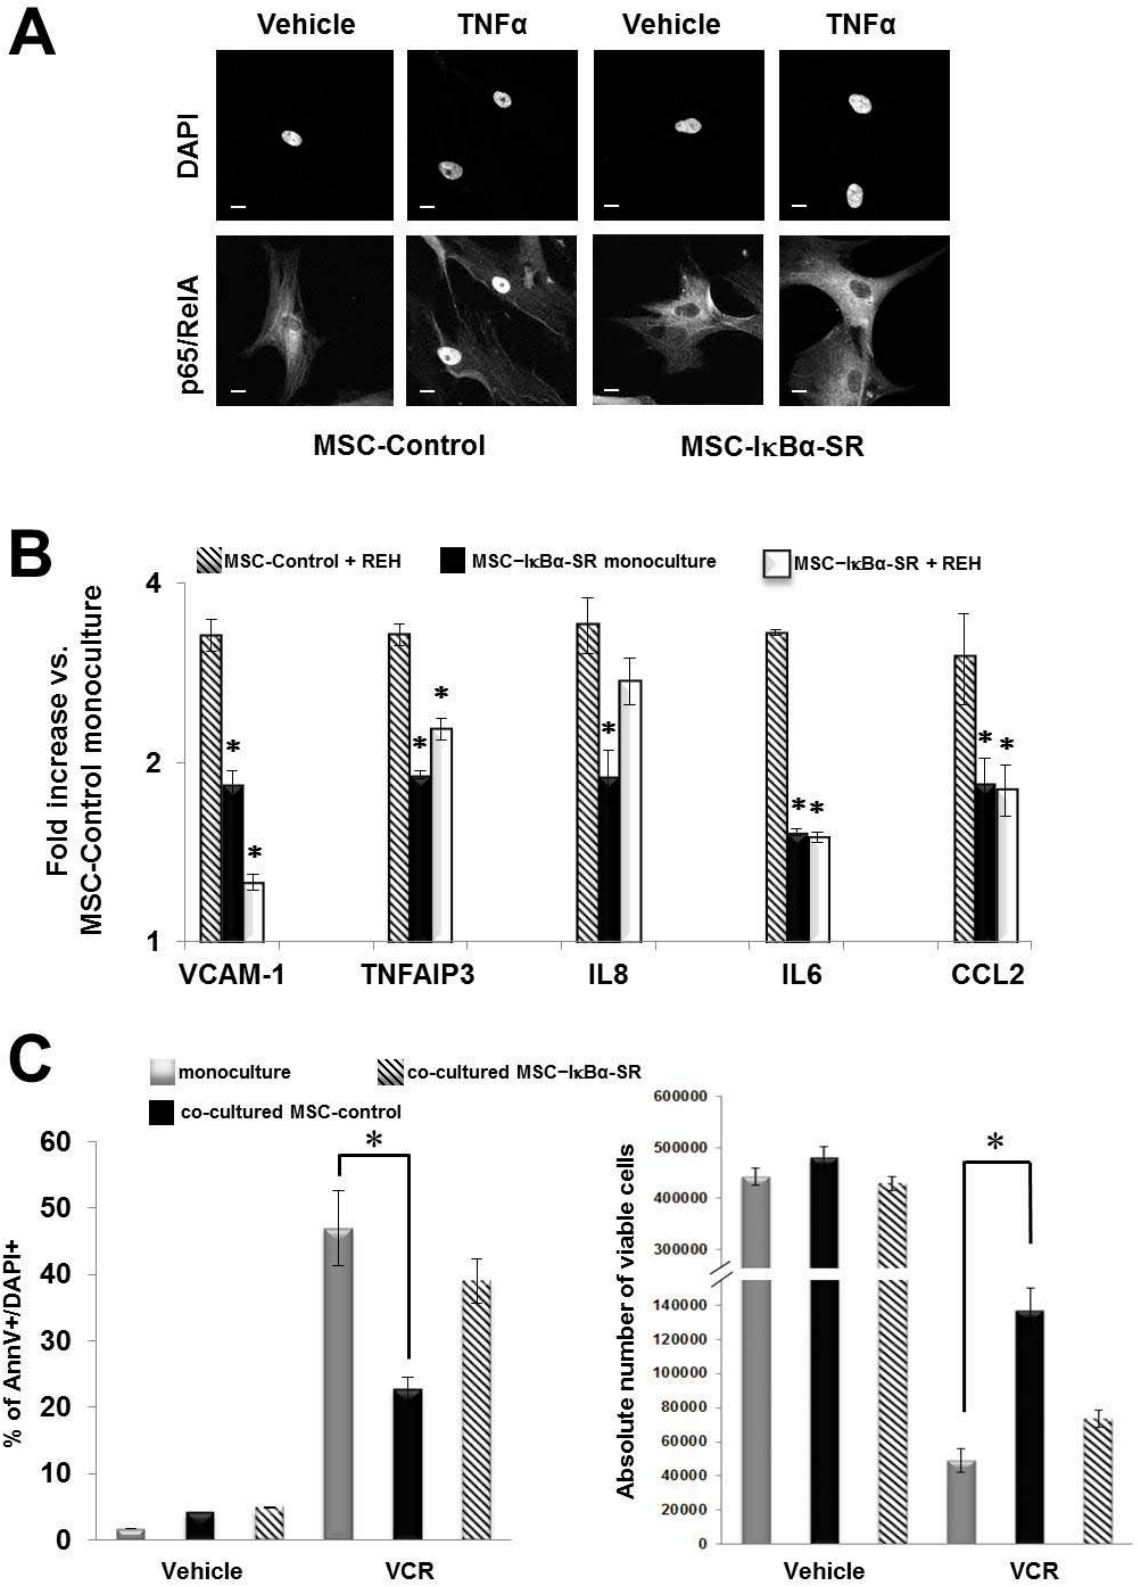 A
Vehicle TNFα Vehicle TNFα
DAPI
p65/RelA
MSC-Control MSC-IκBα-SR
B
MSC-Control + REH MSC−IκBα-SR monoculture MSC−IκBα-SR + REH
Fold increase vs.
MSC-Control monoculture
4
2
1
* * * * * * * * *
VCAM-1 TNFAIP3 IL8 IL6 CCL2
C
monoculture co-cultured MSC−IκBα-SR
co-cultured MSC-control
% of AnnV+/DAPI+
60
50
40
30
20
10
0
*
Vehicle VCR
Absolute number of viable cells
600000
500000
400000
300000
140000
120000
100000
80000
60000
40000
20000
0
*
Vehicle VCR